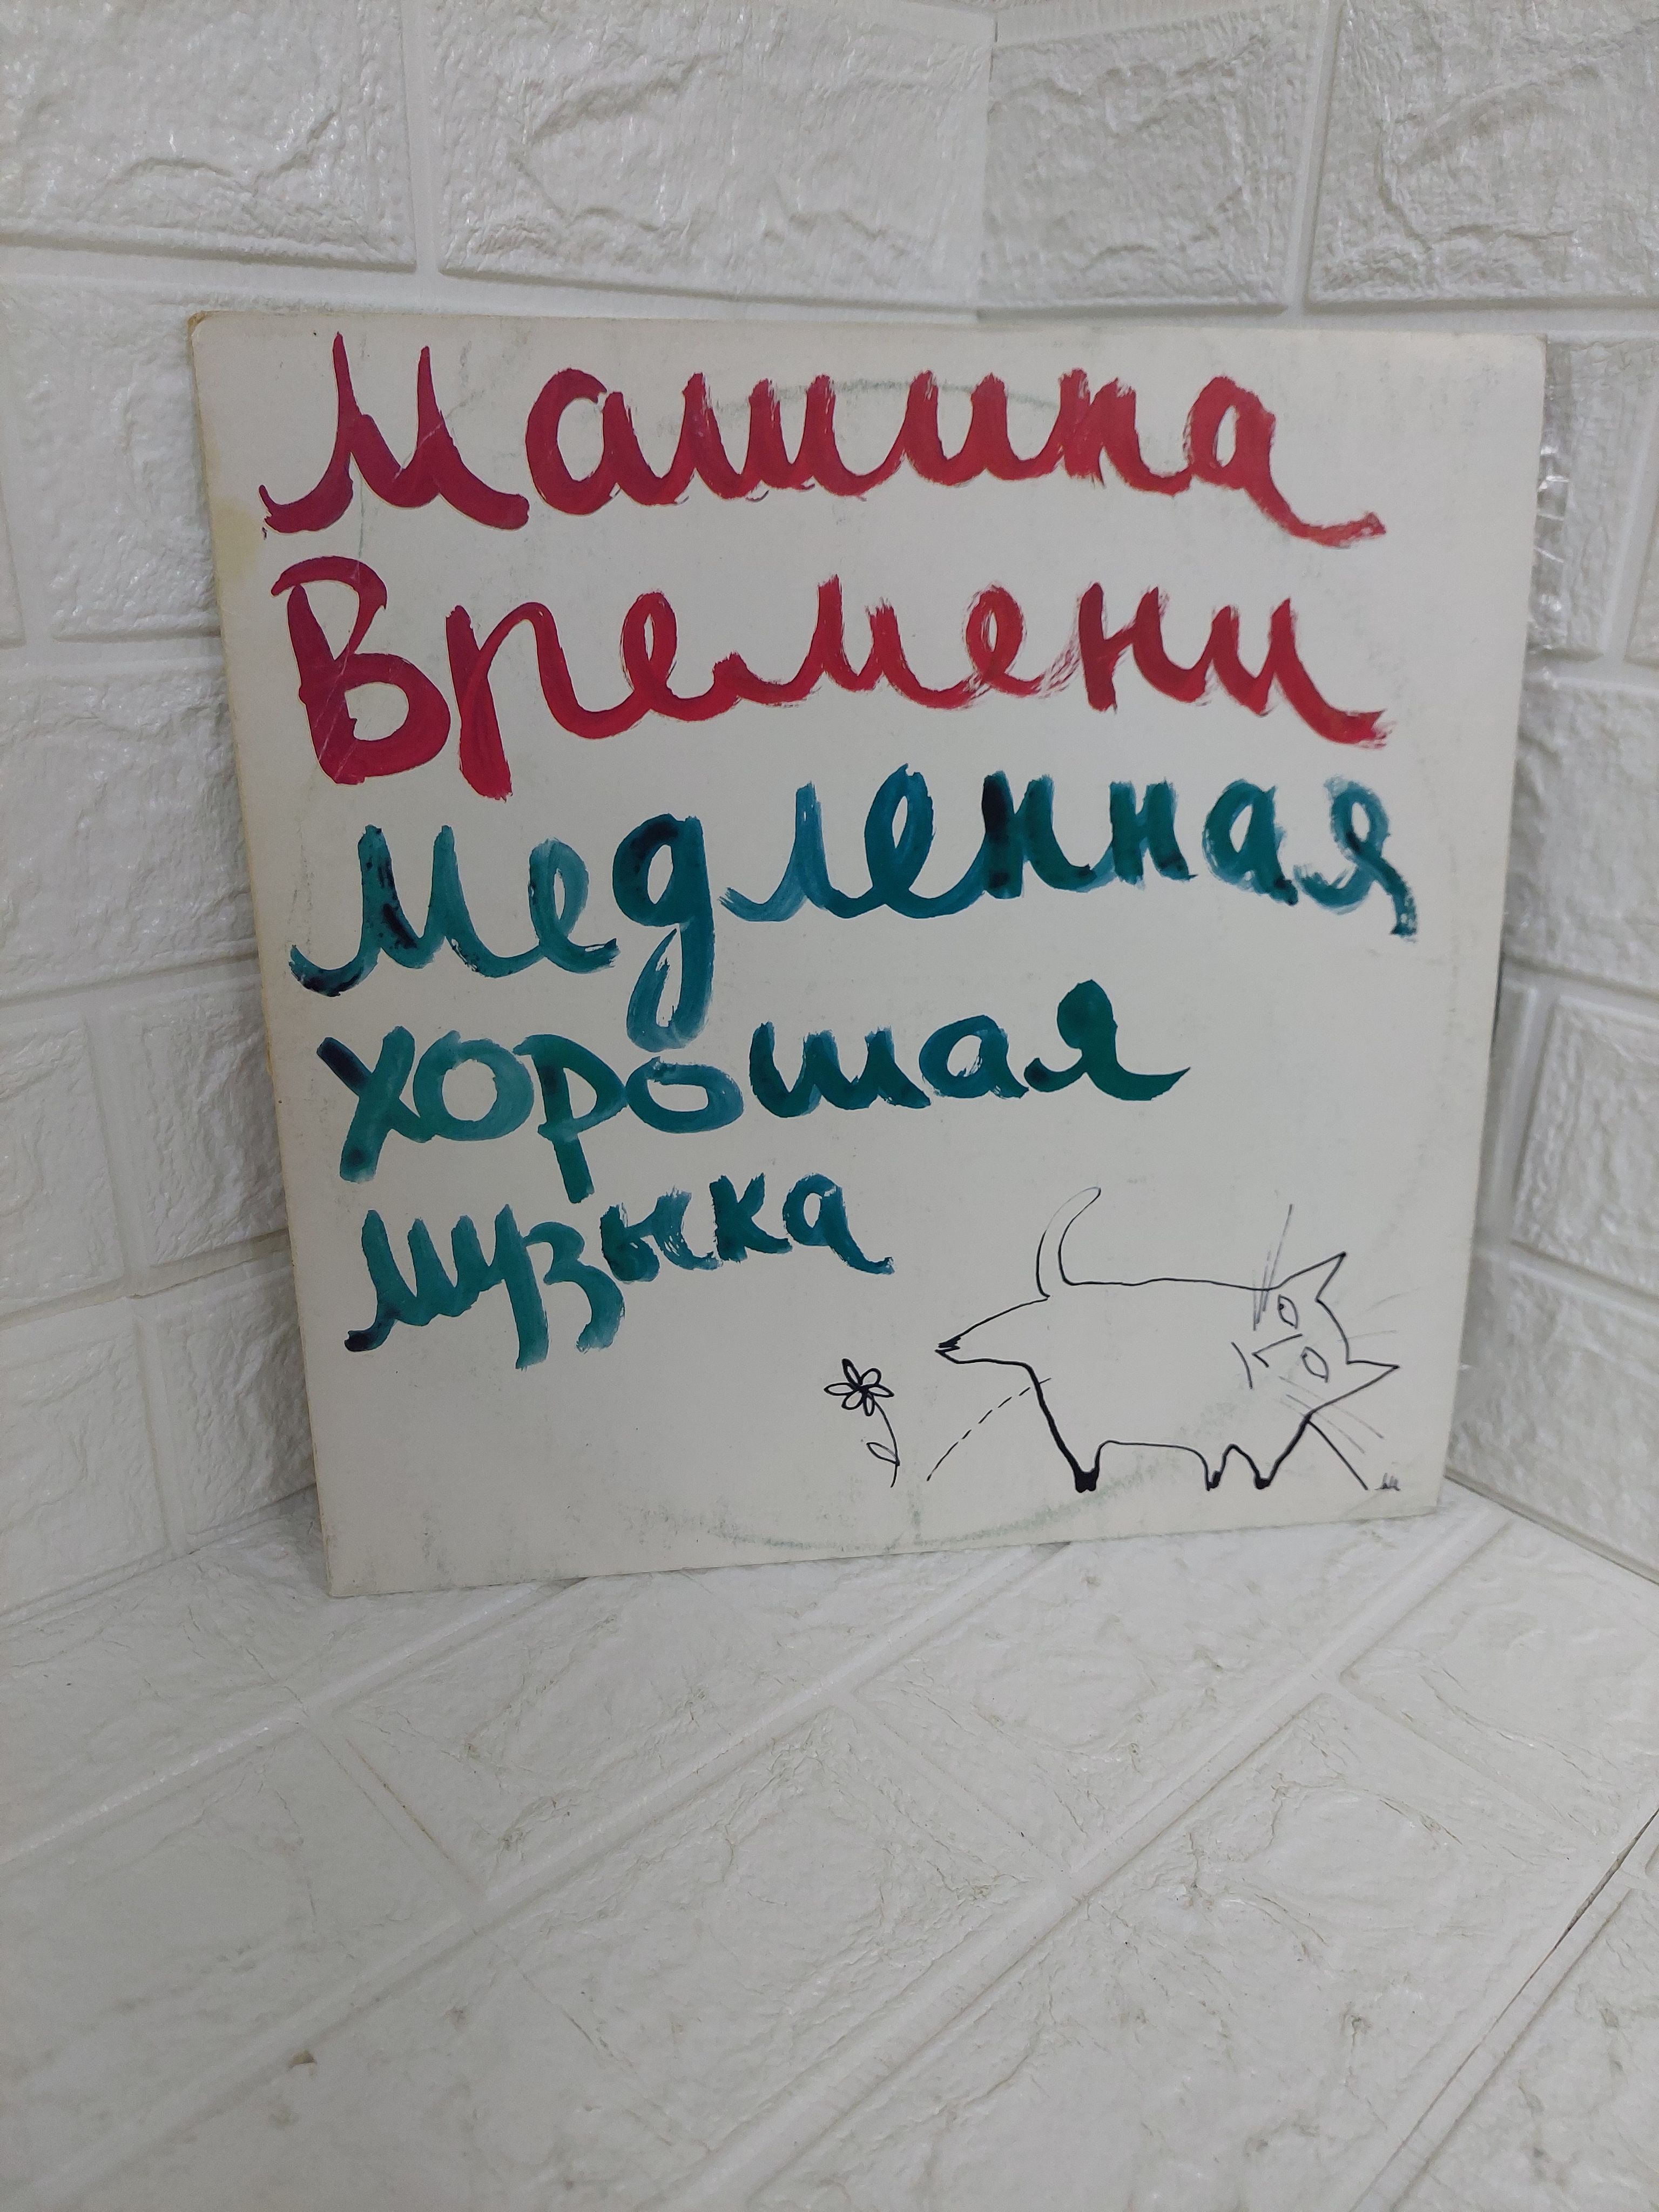 Машина
Времени
медленная
хорошая
музыка